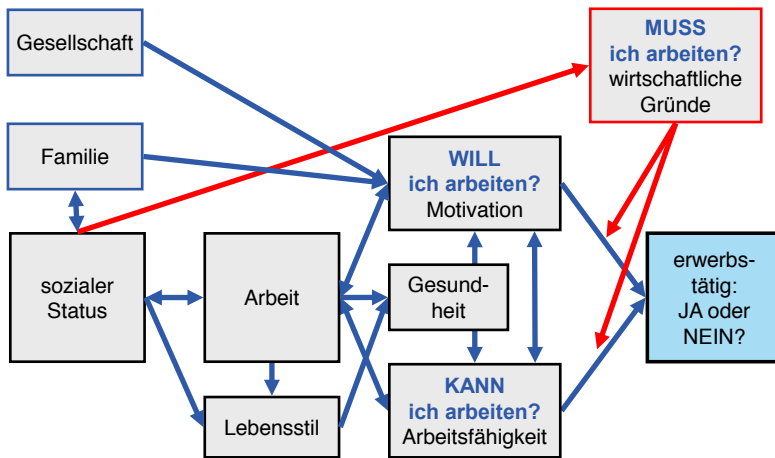 Gesellschaft
MUSS
ich arbeiten?
wirtschaftliche
Gründe
Familie
WILL
ich arbeiten?
Motivation
sozialer
Status
Arbeit
Gesund-
heit
erwerbs-
tätig:
JA oder
NEIN?
Lebensstil
KANN
ich arbeiten?
Arbeitsfähigkeit